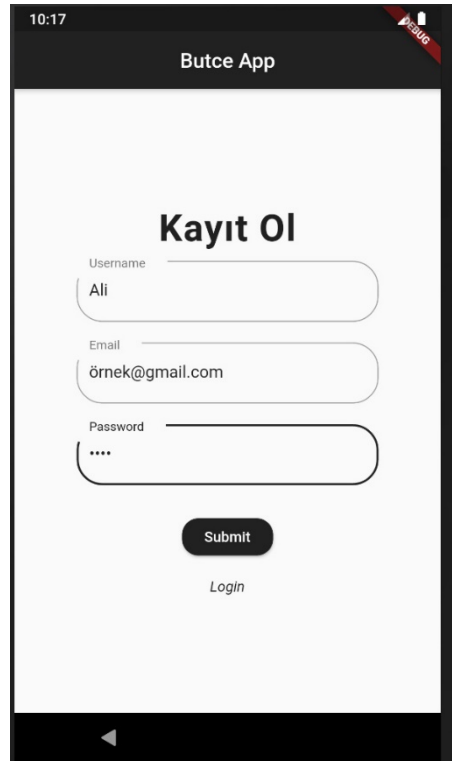 10:17
DEBUG
Butce App
Kayıt Ol
Username
Ali
Email
örnek@gmail.com
Password
••••
Submit
Login